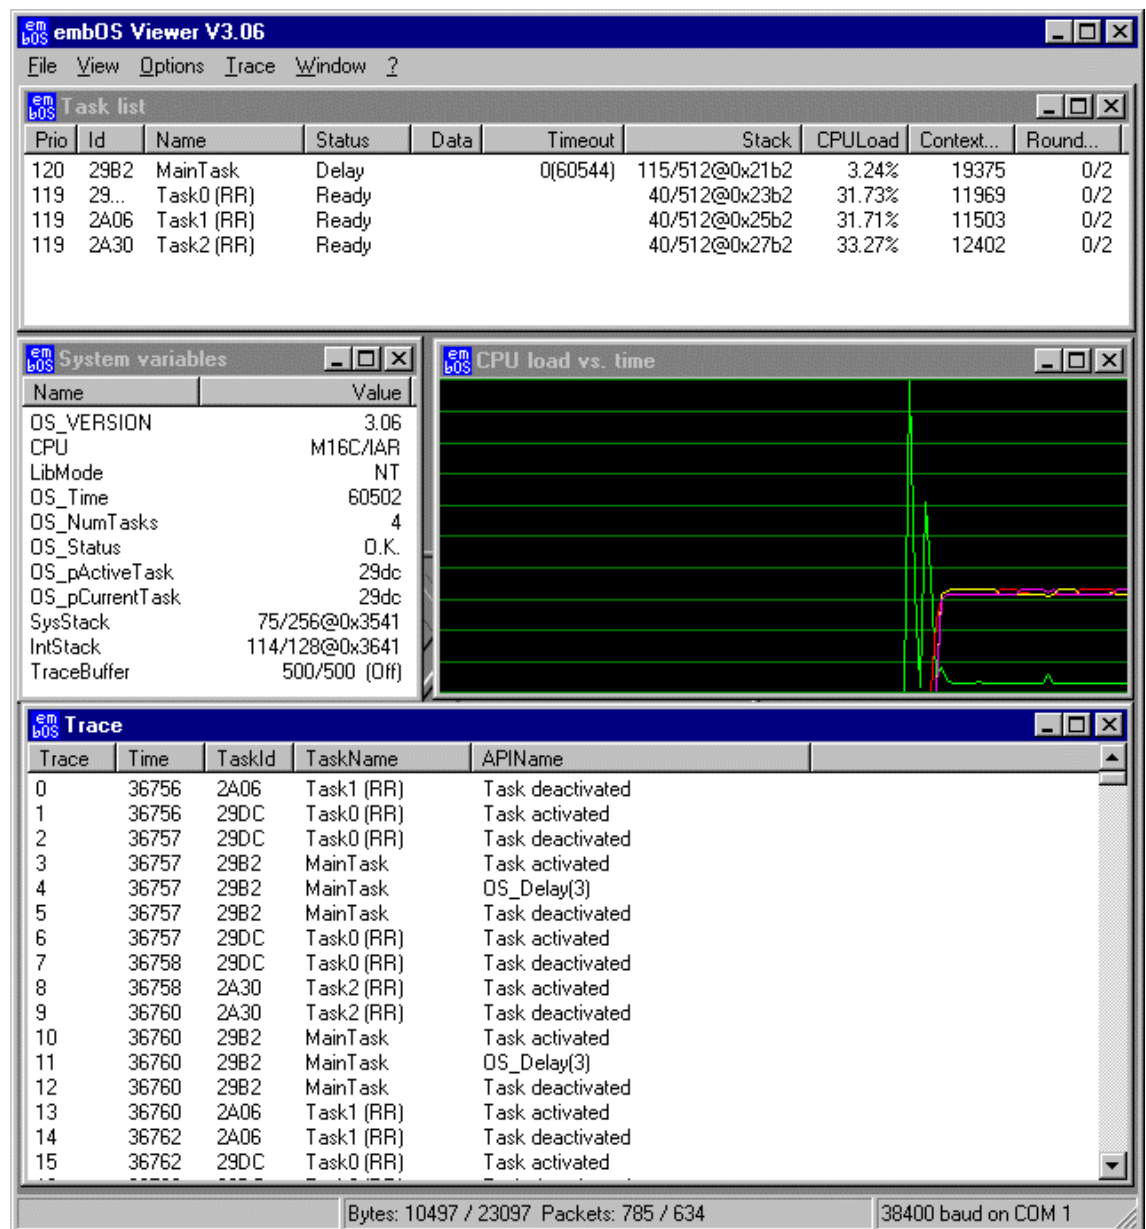 em bOS embOS Viewer V3.06
File View Options Trace Window ?
em bOS Task list
Prio Id Name Status Data Timeout Stack CPULoad Context... Round...
120 29B2 MainTask Delay 0(60544) 115/512@0x21b2 3.24% 19375 0/2
119 29... Task0 (RR) Ready 40/512@0x23b2 31.73% 11969 0/2
119 2A06 Task1 (RR) Ready 40/512@0x25b2 31.71% 11503 0/2
119 2A30 Task2 (RR) Ready 40/512@0x27b2 33.27% 12402 0/2
em bOS System variables
Name Value
OS_VERSION 3.06
CPU M16C/IAR
LibMode NT
OS_Time 60502
OS_NumTasks 4
OS_Status O.K.
OS_pActiveTask 29dc
OS_pCurrentTask 29dc
SysStack 75/256@0x3541
IntStack 114/128@0x3641
TraceBuffer 500/500 (Off)
em bOS CPU load vs. time
em bOS Trace
Trace Time TaskId TaskName APIName
0 36756 2A06 Task1 (RR) Task deactivated
1 36756 29DC Task0 (RR) Task activated
2 36757 29DC Task0 (RR) Task deactivated
3 36757 29B2 MainTask Task activated
4 36757 29B2 MainTask OS_Delay(3)
5 36757 29B2 MainTask Task deactivated
6 36757 29DC Task0 (RR) Task activated
7 36758 29DC Task0 (RR) Task deactivated
8 36758 2A30 Task2 (RR) Task activated
9 36760 2A30 Task2 (RR) Task deactivated
10 36760 29B2 MainTask Task activated
11 36760 29B2 MainTask OS_Delay(3)
12 36760 29B2 MainTask Task deactivated
13 36760 2A06 Task1 (RR) Task activated
14 36762 2A06 Task1 (RR) Task deactivated
15 36762 29DC Task0 (RR) Task activated
Bytes: 10497 / 23097 Packets: 785 / 634 38400 baud on COM 1